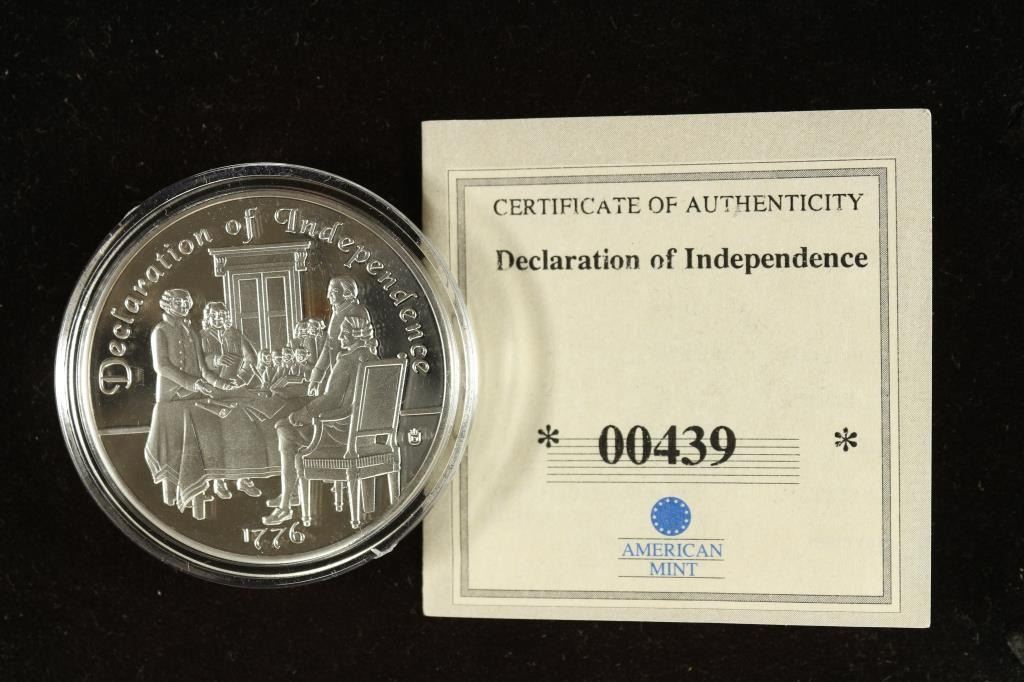 Declaration of Independence
1776
CERTIFICATE OF AUTHENTICITY
Declaration of Independence
* 00439 *
AMERICAN
MINT